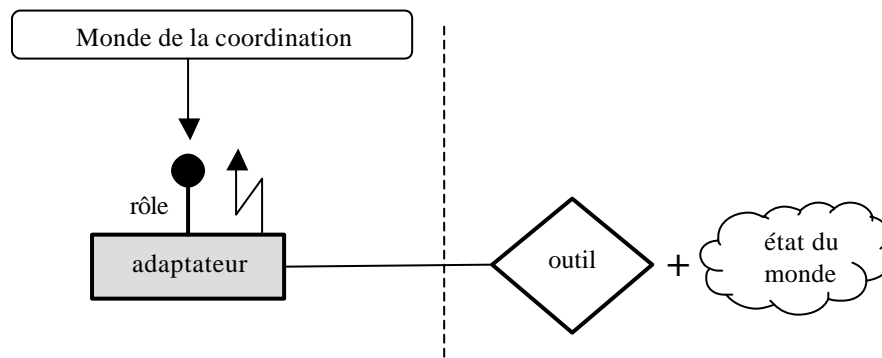 Monde de la coordination
rôle
adaptateur
outil
+
état du
monde